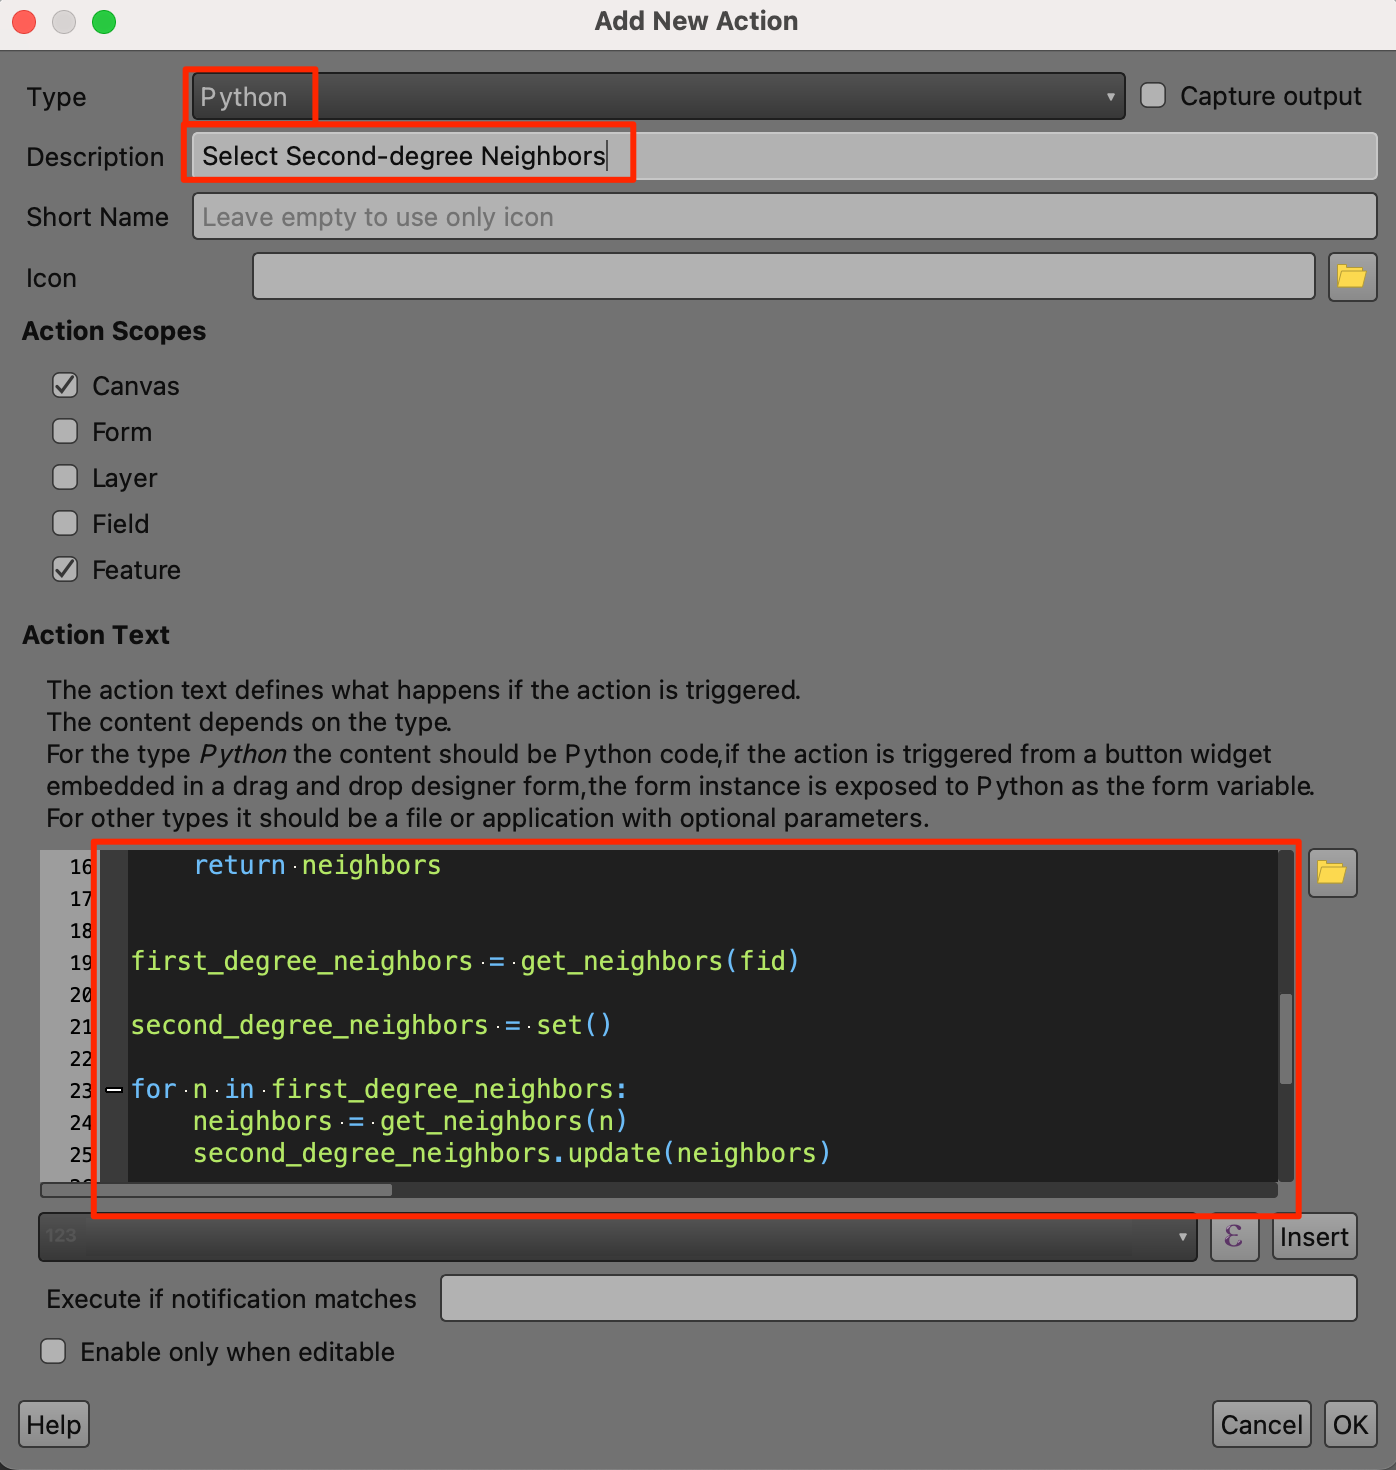 Add New Action
Type Python Capture output
Description Select Second-degree Neighbors
Short Name Leave empty to use only icon
Icon
Action Scopes
Canvas
Form
Layer
Field
Feature
Action Text
The action text defines what happens if the action is triggered.
The content depends on the type.
For the type Python the content should be Python code,if the action is triggered from a button widget
embedded in a drag and drop designer form,the form instance is exposed to Python as the form variable.
For other types it should be a file or application with optional parameters.
16 return neighbors
17
18
19 first_degree_neighbors = get_neighbors(fid)
20
21 second_degree_neighbors = set()
22
23 for n in first_degree_neighbors:
24 neighbors = get_neighbors(n)
25 second_degree_neighbors.update(neighbors)
123 ε Insert
Execute if notification matches
Enable only when editable
Help Cancel OK